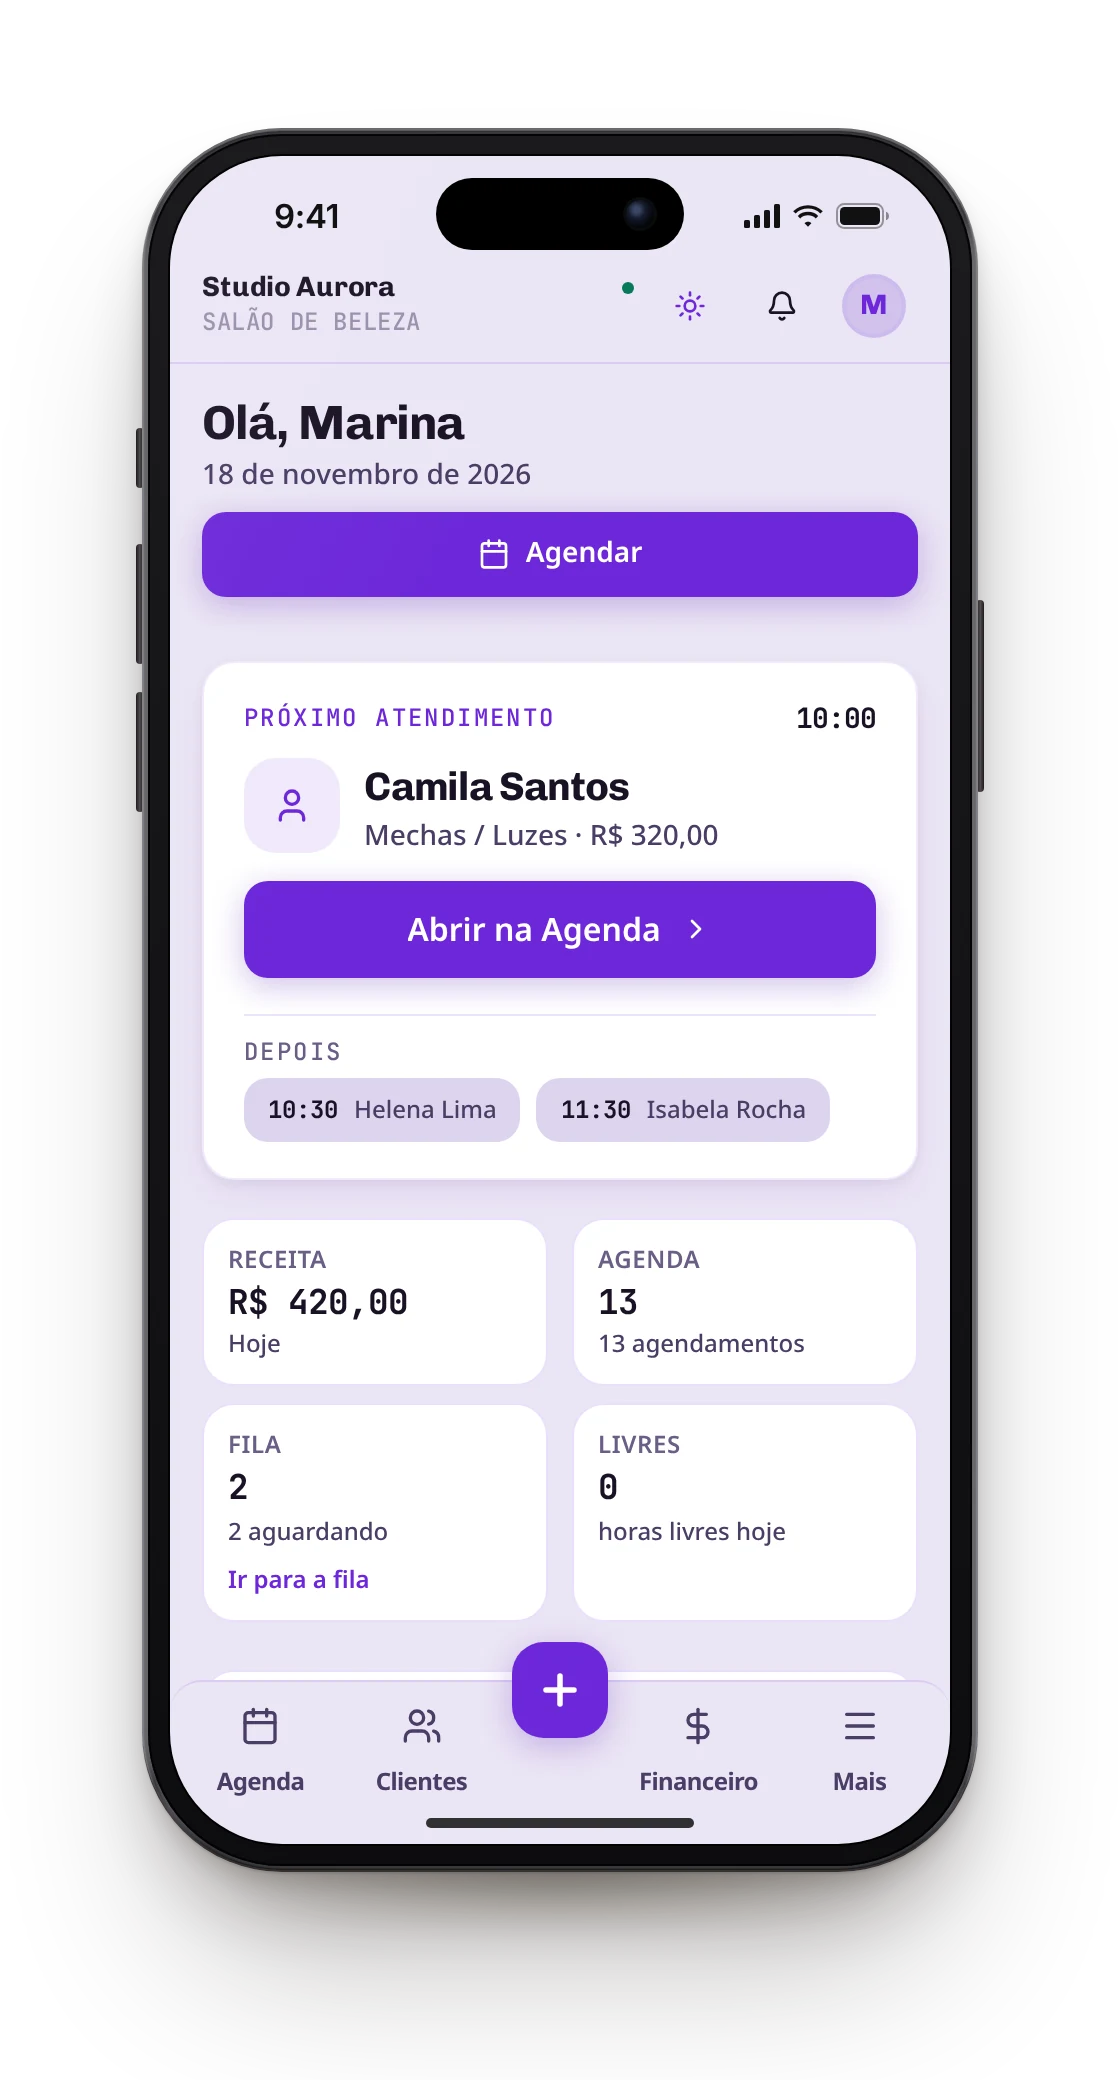 9:41
Studio Aurora
SALÃO DE BELEZA
M
Olá, Marina
18 de novembro de 2026
Agendar
PRÓXIMO ATENDIMENTO 10:00
Camila Santos
Mechas / Luzes · R$ 320,00
Abrir na Agenda
DEPOIS
10:30 Helena Lima 11:30 Isabela Rocha
RECEITA
R$ 420,00
Hoje
AGENDA
13
13 agendamentos
FILA
2
2 aguardando
Ir para a fila
LIVRES
0
horas livres hoje
Agenda Clientes Financeiro Mais